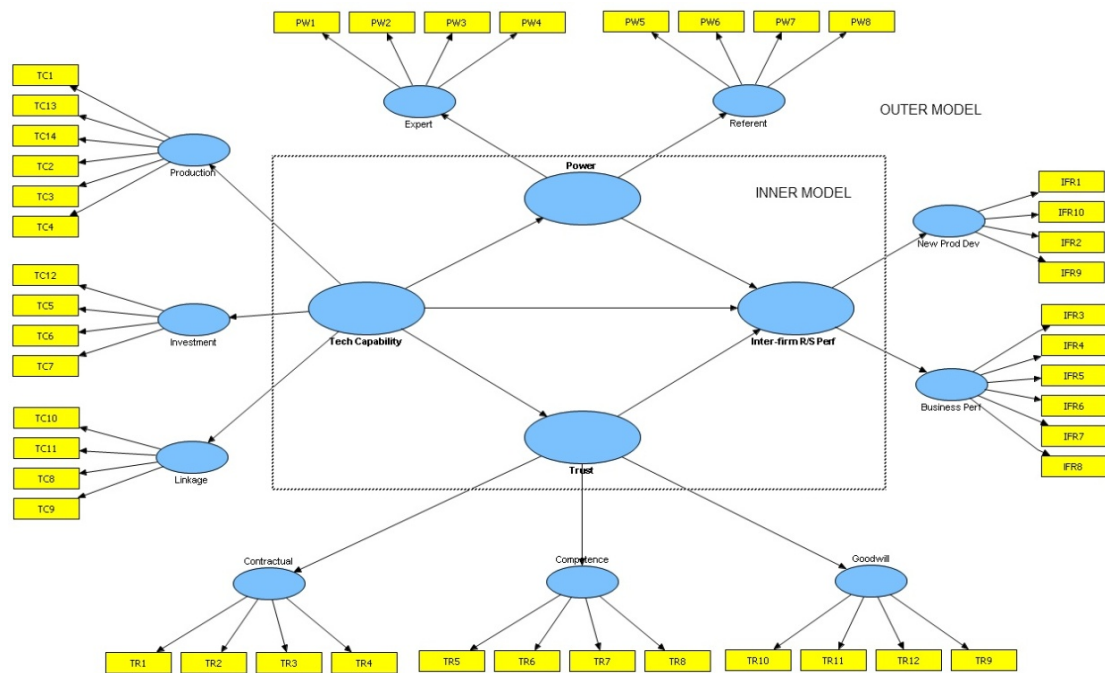 PW1
PW2
PW3
PW4
PW5
PW6
PW7
PW8
Expert
Referent
OUTER MODEL
TC1
TC13
TC14
TC2
TC3
TC4
Production
Power
INNER MODEL
IFR1
IFR10
IFR2
IFR9
New Prod Dev
TC12
TC5
TC6
TC7
Investment
Tech Capability
Inter-firm R/S Perf
IFR3
IFR4
IFR5
IFR6
IFR7
IFR8
Business Perf
TC10
TC11
TC8
TC9
Linkage
Trust
Contractual
Competence
Goodwill
TR1
TR2
TR3
TR4
TR5
TR6
TR7
TR8
TR10
TR11
TR12
TR9